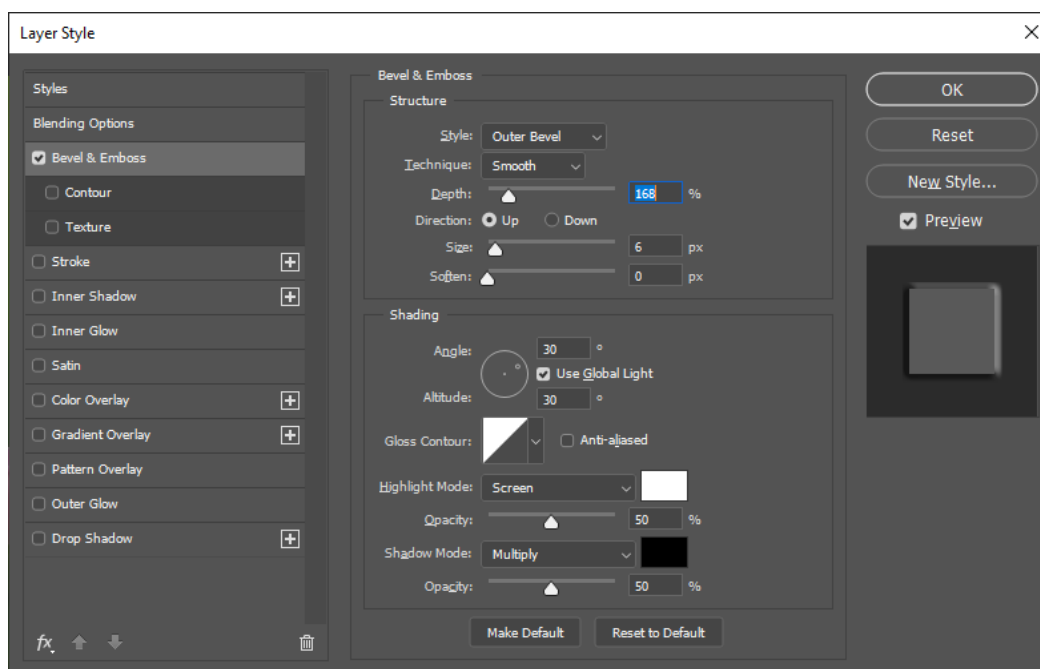 Layer Style
Styles
Blending Options
Bevel & Emboss
Contour
Texture
Stroke
Inner Shadow
Inner Glow
Satin
Color Overlay
Gradient Overlay
Pattern Overlay
Outer Glow
Drop Shadow
fx
Bevel & Emboss
Structure
Style: Outer Bevel
Technique: Smooth
Depth: 168 %
Direction: Up Down
Size: 6 px
Soften: 0 px
Shading
Angle: 30 °
Use Global Light
Altitude: 30 °
Gloss Contour: Anti-aliased
Highlight Mode: Screen
Opacity: 50 %
Shadow Mode: Multiply
Opacity: 50 %
Make Default Reset to Default
OK
Reset
New Style...
Preview